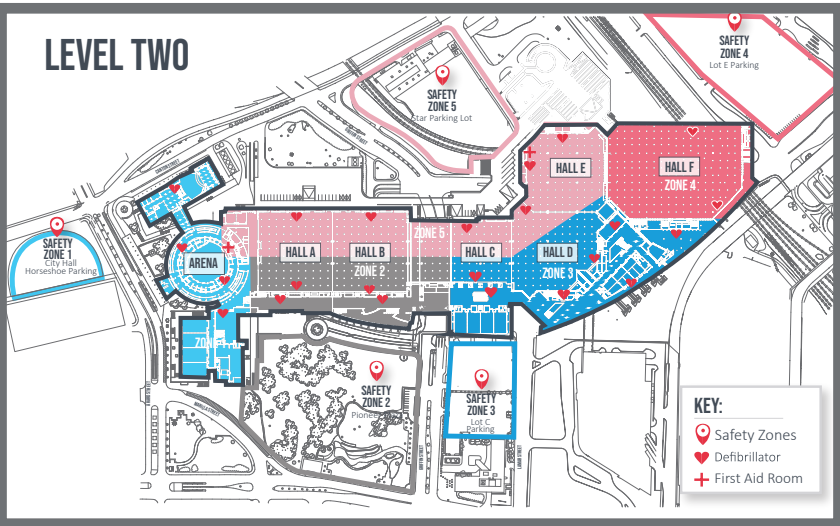 LEVEL TWO
SAFETY
ZONE 4
Lot E Parking
SAFETY
ZONE 5
Star Parking Lot
HALL E
HALL F
ZONE 4
SAFETY
ZONE 1
City Hall
Horseshoe Parking
ARENA
HALL A
HALL B
ZONE 2
ZONE 5
HALL C
HALL D
ZONE 3
SAFETY
ZONE 2
SAFETY
ZONE 3
Lot C
Parking
KEY:
Safety Zones
Defibrillator
First Aid Room